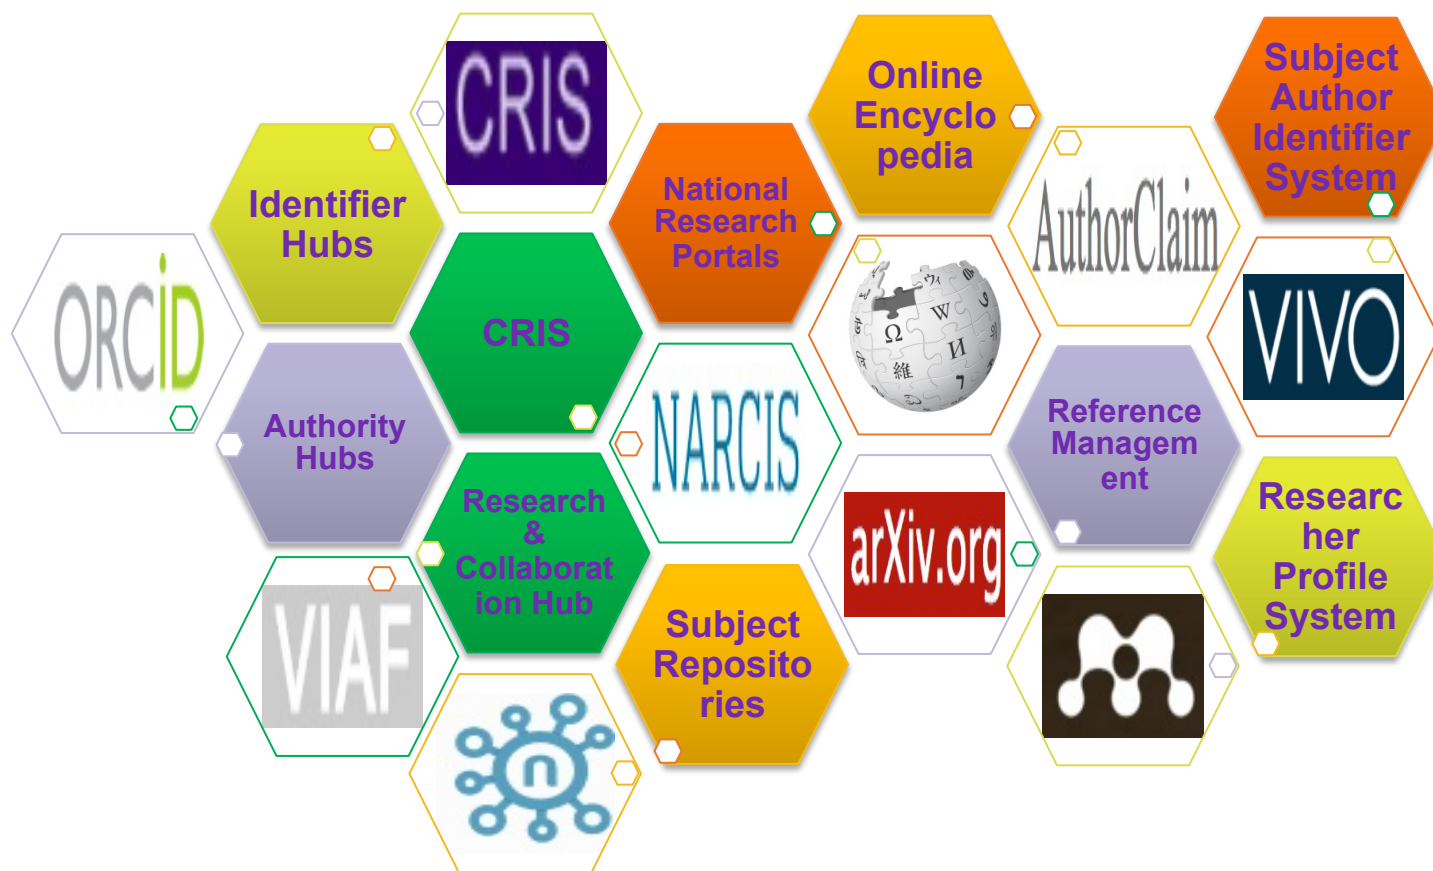 CRIS
Online
Encyclo
pedia
Subject
Author
Identifier
System
Identifier
Hubs
National
Research
Portals
AuthorClaim
ORCiD
CRIS
Ω
W
И
維
VIVO
Authority
Hubs
NARCIS
Reference
Managem
ent
Research
&
Collaborat
ion Hub
arXiv.org
Researc
her
Profile
System
VIAF
Subject
Reposito
ries
n